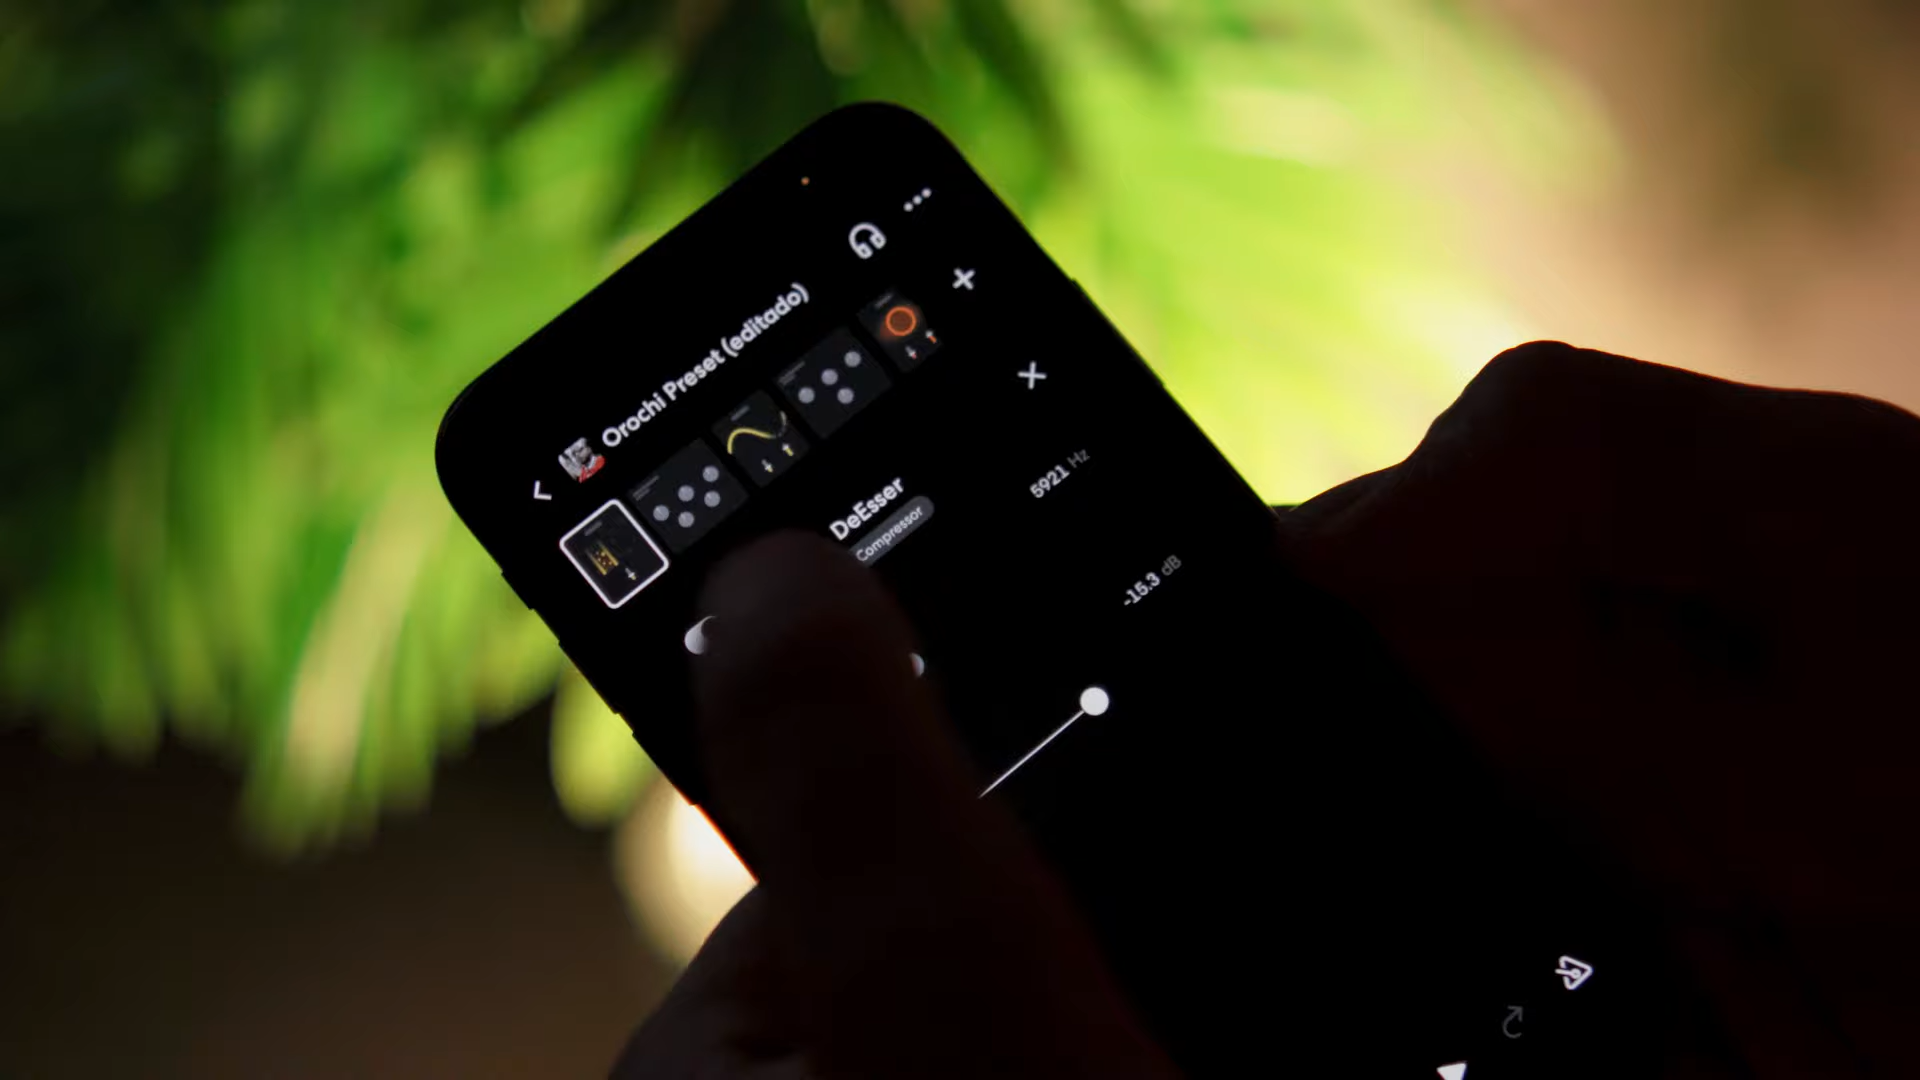 Orochi Preset (editado)
DeEsser
Compressor
5921 Hz
-15.3 dB